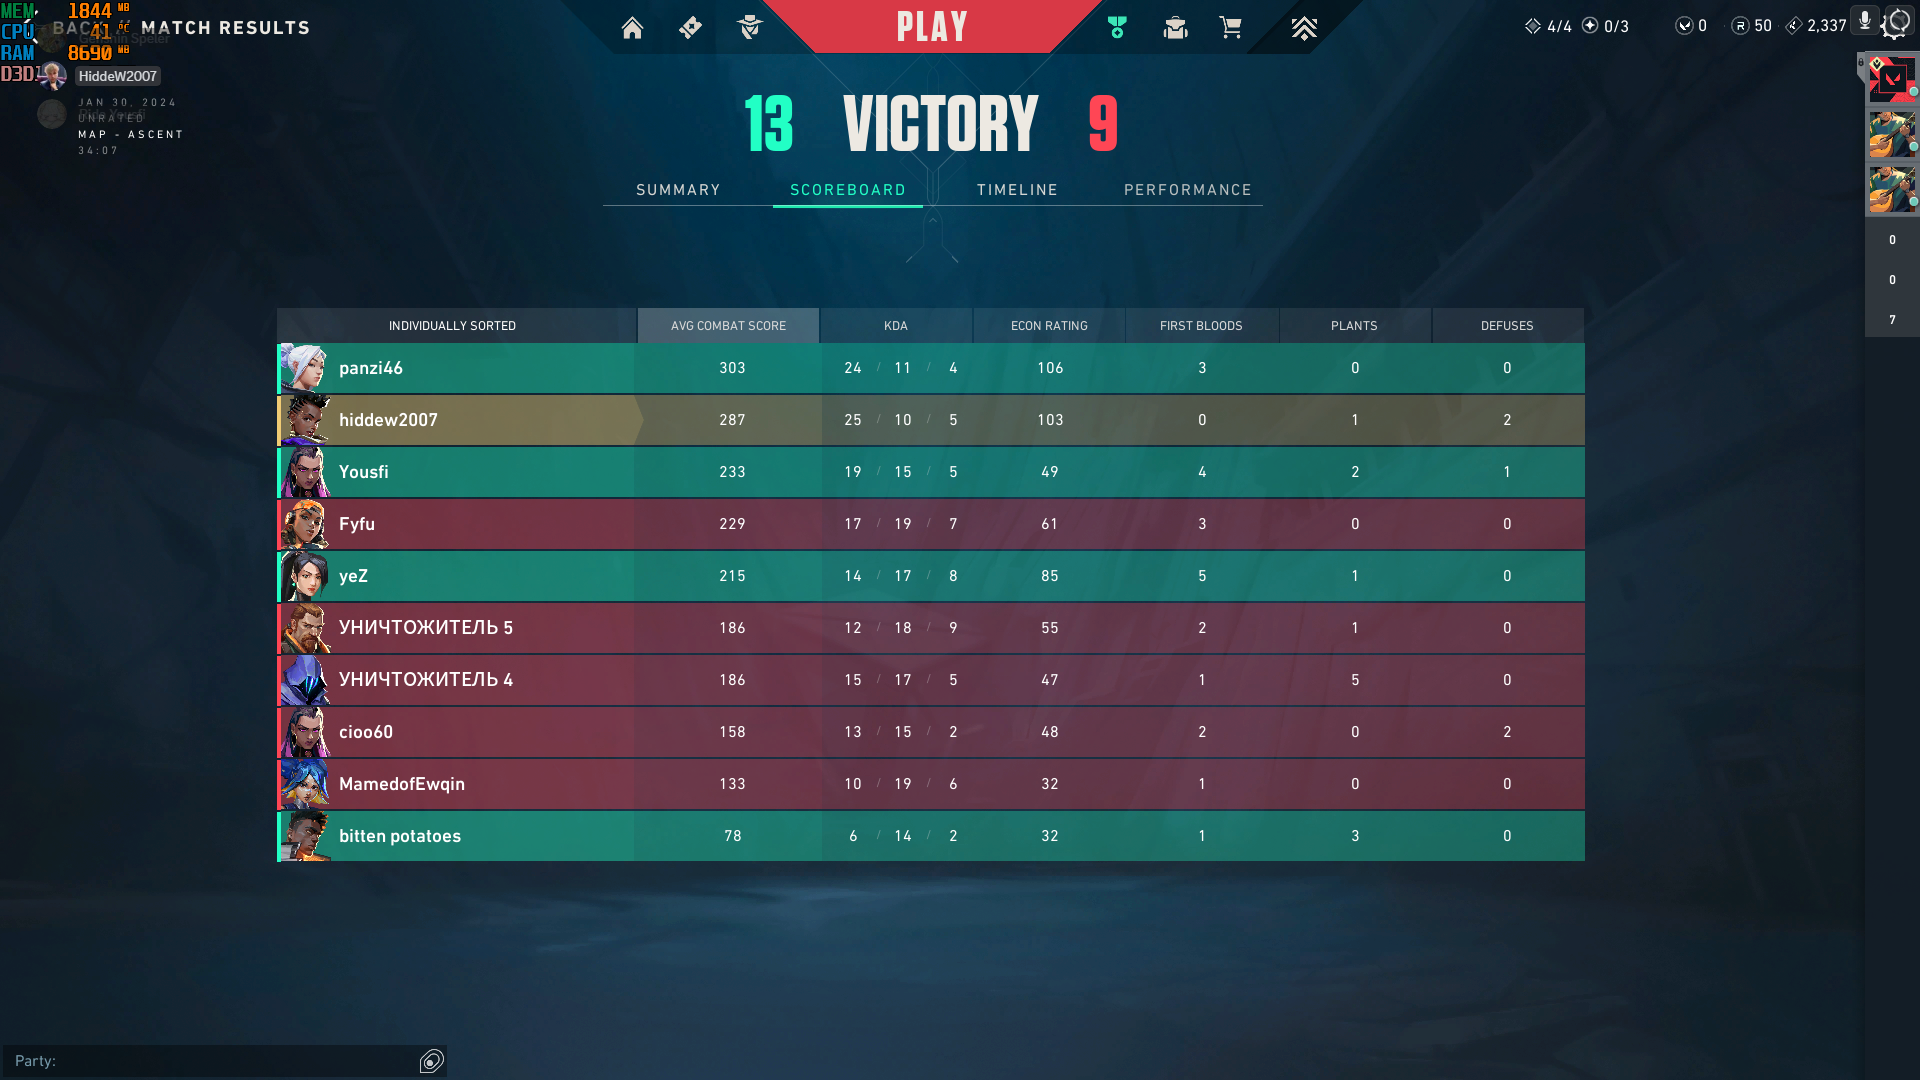 MEM 1844 MB
CPU 41 °C
RAM 8690 MB
BACK // MATCH RESULTS
HiddeW2007
JAN 30, 2024
UNRATED
MAP - ASCENT
34:07
PLAY
4/4 0/3 0 R 50 2,337
13 VICTORY 9
SUMMARY SCOREBOARD TIMELINE PERFORMANCE
0
0
7
INDIVIDUALLY SORTED AVG COMBAT SCORE KDA ECON RATING FIRST BLOODS PLANTS DEFUSES
panzi46 303 24 / 11 / 4 106 3 0 0
hiddew2007 287 25 / 10 / 5 103 0 1 2
Yousfi 233 19 / 15 / 5 49 4 2 1
Fyfu 229 17 / 19 / 7 61 3 0 0
yeZ 215 14 / 17 / 8 85 5 1 0
УНИЧТОЖИТЕЛЬ 5 186 12 / 18 / 9 55 2 1 0
УНИЧТОЖИТЕЛЬ 4 186 15 / 17 / 5 47 1 5 0
cioo60 158 13 / 15 / 2 48 2 0 2
MamedofEwqin 133 10 / 19 / 6 32 1 0 0
bitten potatoes 78 6 / 14 / 2 32 1 3 0
Party: